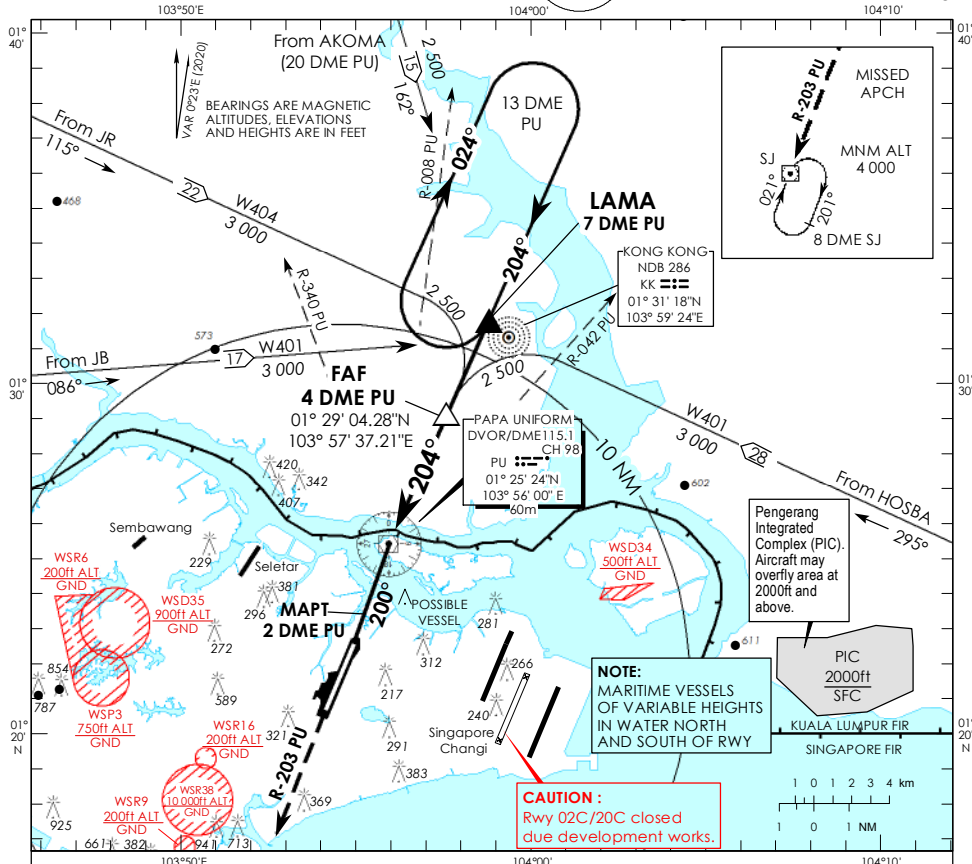 103°50'E
104°00'
104°10'
01°
40'
01°
40'
From AKOMA
(20 DME PU)
2 500
15
162°
VAR 0°23'E (2020)
BEARINGS ARE MAGNETIC
ALTITUDES, ELEVATIONS
AND HEIGHTS ARE IN FEET
13 DME
PU
024°
R-008 PU
R-203 PU
MISSED
APCH
MNM ALT
4 000
SJ
021°
201°
8 DME SJ
From JR
115°
22
W404
3 000
468
LAMA
7 DME PU
204°
KONG KONG
NDB 286
KK
01° 31' 18"N
103° 59' 24"E
R-340 PU
2 500
R-042 PU
573
From JB
086°
17
W401
3 000
2 500
01°
30'
01°
30'
FAF
4 DME PU
01° 29' 04.28"N
103° 57' 37.21"E
W401
3 000
28
From HOSBA
295°
204°
PAPA UNIFORM
DVOR/DME115.1
CH 98
PU
01° 25' 24"N
103° 56' 00" E
60m
10 NM
602
420
342
407
Sembawang
229
Seletar
WSR6
200ft ALT
GND
WSD35
900ft ALT
GND
WSD34
500ft ALT
GND
Pengerang
Integrated
Complex (PIC).
Aircraft may
overfly area at
2000ft and
above.
381
296
MAPT
2 DME PU
200°
POSSIBLE
VESSEL
281
272
312
266
611
854
787
589
217
240
WSP3
750ft ALT
GND
PIC
2000ft
SFC
NOTE:
MARITIME VESSELS
OF VARIABLE HEIGHTS
IN WATER NORTH
AND SOUTH OF RWY
01°
20'
N
01°
20'
N
KUALA LUMPUR FIR
SINGAPORE FIR
WSR16
200ft ALT
GND
321
291
Singapore
Changi
R-203 PU
383
369
WSR38
10 000ft ALT
GND
WSR9
200ft ALT
GND
925
661
382
941
713
CAUTION :
Rwy 02C/20C closed
due development works.
1 0 1 2 3 4 km
1 0 1 NM
103°50'E
104°00'
104°10'